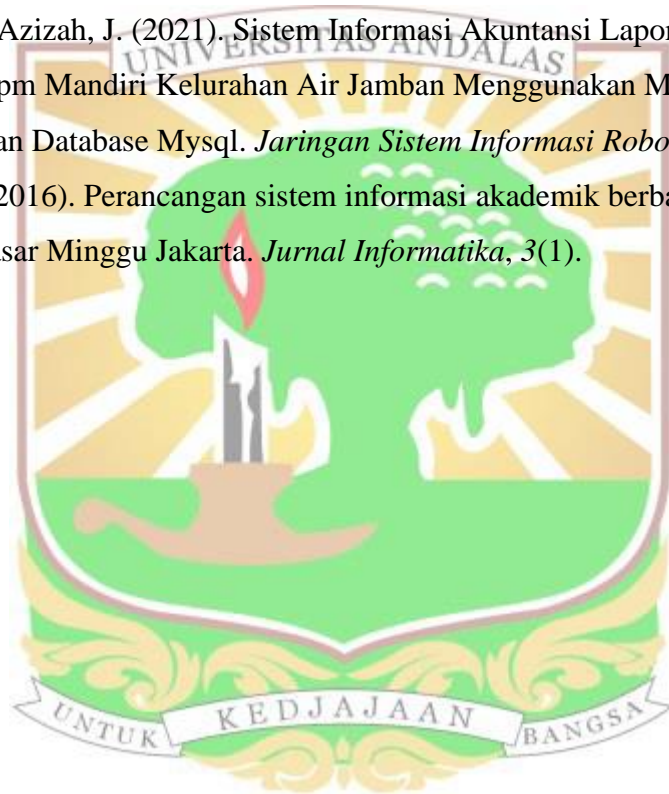 Azizah, J. (2021). Sistem Informasi Akuntansi Lapor
UNIVERSITAS ANDALAS
pm Mandiri Kelurahan Air Jamban Menggunakan M
an Database Mysql. Jaringan Sistem Informasi Robo
2016). Perancangan sistem informasi akademik berba
asar Minggu Jakarta. Jurnal Informatika, 3(1).
UNTUK KEDJAJAAN BANGSA